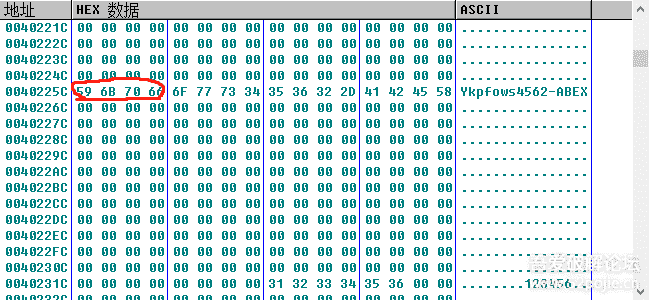 地址 HEX 数据 ASCII
0040221C 00 00 00 00 00 00 00 00 00 00 00 00 00 00 00 00 ................
0040222C 00 00 00 00 00 00 00 00 00 00 00 00 00 00 00 00 ................
0040223C 00 00 00 00 00 00 00 00 00 00 00 00 00 00 00 00 ................
0040224C 00 00 00 00 00 00 00 00 00 00 00 00 00 00 00 00 ................
0040225C 59 6B 70 66 6F 77 73 34 35 36 32 2D 41 42 45 58 Ykpfows4562-ABEX
0040226C 00 00 00 00 00 00 00 00 00 00 00 00 00 00 00 00 ................
0040227C 00 00 00 00 00 00 00 00 00 00 00 00 00 00 00 00 ................
0040228C 00 00 00 00 00 00 00 00 00 00 00 00 00 00 00 00 ................
0040229C 00 00 00 00 00 00 00 00 00 00 00 00 00 00 00 00 ................
004022AC 00 00 00 00 00 00 00 00 00 00 00 00 00 00 00 00 ................
004022BC 00 00 00 00 00 00 00 00 00 00 00 00 00 00 00 00 ................
004022CC 00 00 00 00 00 00 00 00 00 00 00 00 00 00 00 00 ................
004022DC 00 00 00 00 00 00 00 00 00 00 00 00 00 00 00 00 ................
004022EC 00 00 00 00 00 00 00 00 00 00 00 00 00 00 00 00 ................
004022FC 00 00 00 00 00 00 00 00 00 00 00 00 00 00 00 00 ................
0040230C 00 00 00 00 00 00 00 00 00 00 00 00 00 00 00 00 ................
0040231C 00 00 00 00 00 00 00 00 31 32 33 34 35 36 00 00 ........123456..